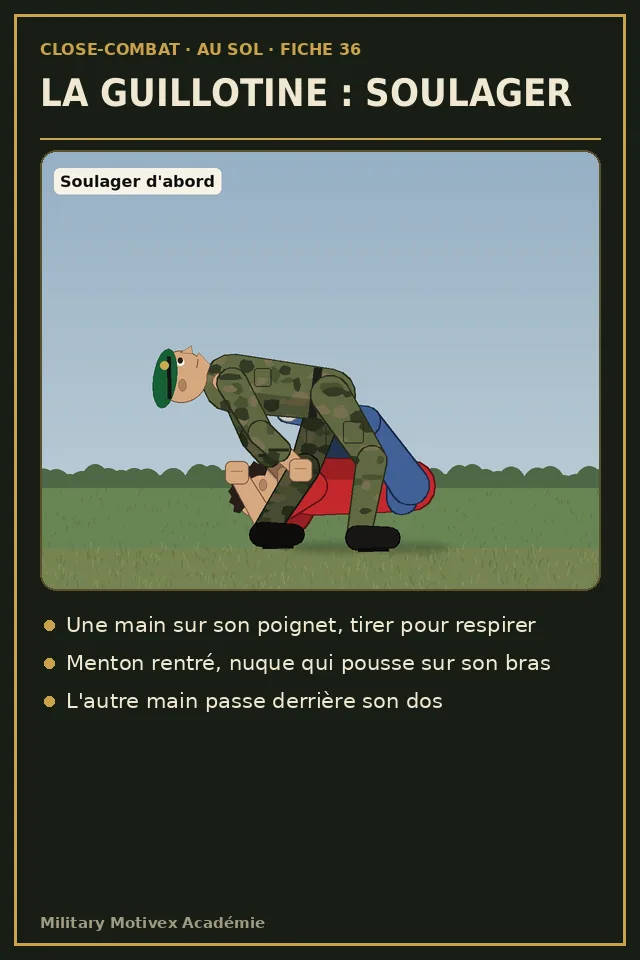 CLOSE-COMBAT · AU SOL · FICHE 36
LA GUILLOTINE : SOULAGER
Soulager d'abord
Une main sur son poignet, tirer pour respirer
Menton rentré, nuque qui pousse sur son bras
L'autre main passe derrière son dos
Military Motivex Académie